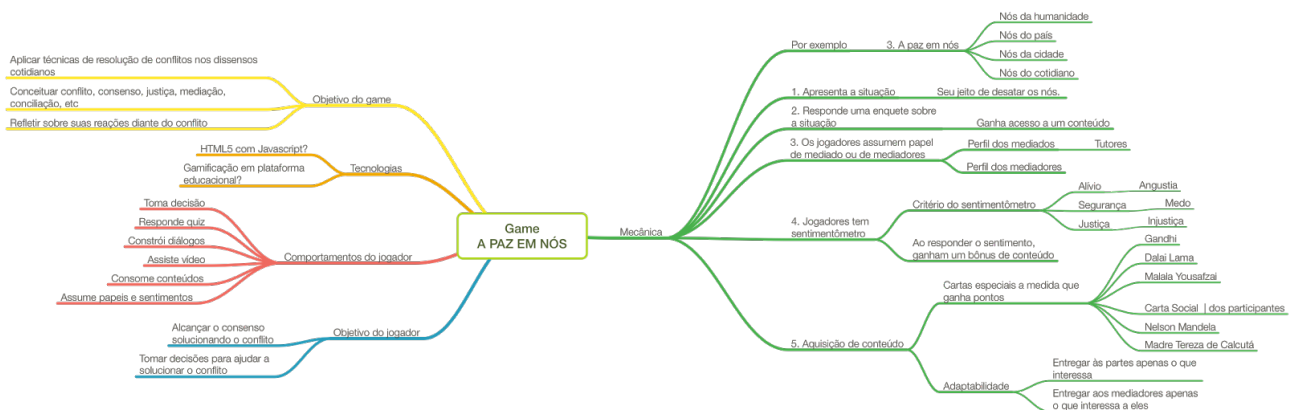 Aplicar técnicas de resolução de conflitos nos dissensos
cotidianos
Conceituar conflito, consenso, justiça, mediação,
conciliação, etc
Refletir sobre suas reações diante do conflito
Objetivo do game
HTML5 com Javascript?
Gamificação em plataforma
educacional?
Tecnologias
Toma decisão
Responde quiz
Constrói diálogos
Assiste vídeo
Consome conteúdos
Assume papeis e sentimentos
Comportamentos do jogador
Alcançar o consenso
solucionando o conflito
Tomar decisões para ajudar a
solucionar o conflito
Objetivo do jogador
Game
A PAZ EM NÓS
Mecânica
Por exemplo
3. A paz em nós
Nós da humanidade
Nós do país
Nós da cidade
Nós do cotidiano
1. Apresenta a situação
Seu jeito de desatar os nós.
2. Responde uma enquete sobre
a situação
Ganha acesso a um conteúdo
3. Os jogadores assumem papel
de mediado ou de mediadores
Perfil dos mediados
Tutores
Perfil dos mediadores
4. Jogadores tem
sentimentômetro
Critério do sentimentômetro
Alívio
Angustia
Segurança
Medo
Justiça
Injustiça
Ao responder o sentimento,
ganham um bônus de conteúdo
5. Aquisição de conteúdo
Cartas especiais a medida que
ganha pontos
Gandhi
Dalai Lama
Malala Yousafzai
Carta Social | dos participantes
Nelson Mandela
Madre Tereza de Calcutá
Adaptabilidade
Entregar às partes apenas o que
interessa
Entregar aos mediadores apenas
o que interessa a eles